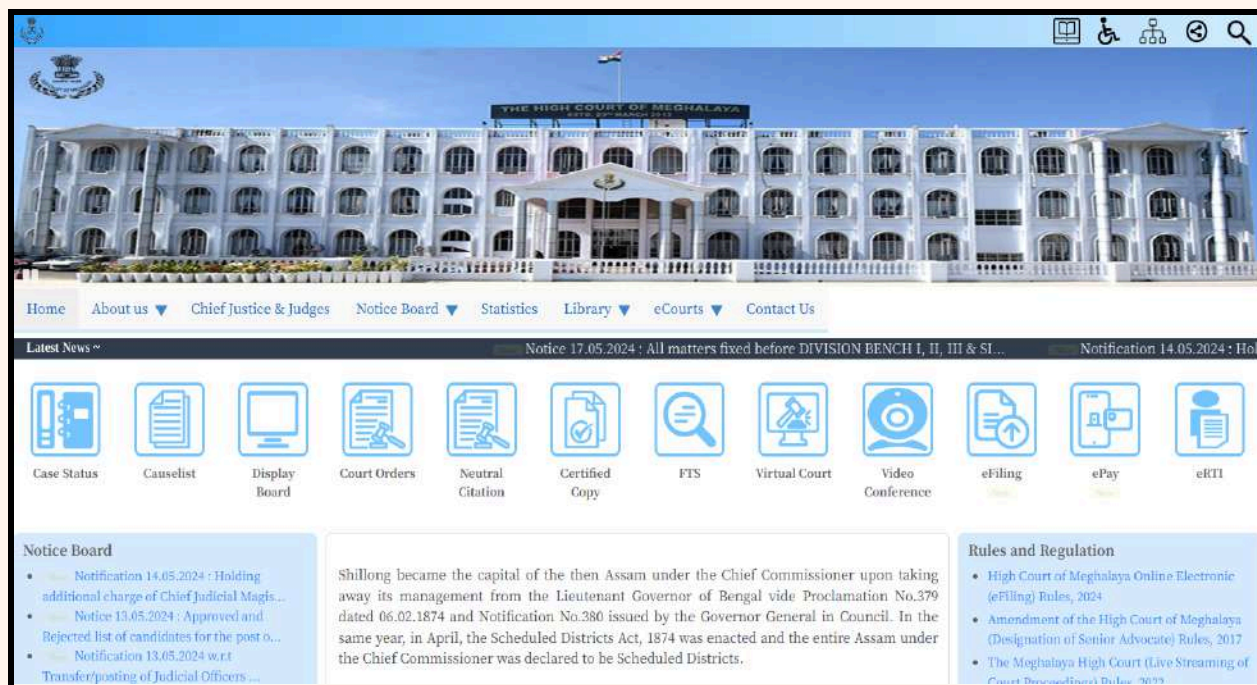 THE HIGH COURT OF MEGHALAYA
ESTD. 23RD MARCH 2013
Home About us ▼ Chief Justice & Judges Notice Board ▼ Statistics Library ▼ eCourts ▼ Contact Us
Latest News ~ Notice 17.05.2024 : All matters fixed before DIVISION BENCH I, II, III & SI... Notification 14.05.2024 : Hol
Case Status
Causelist
Display
Board
Court Orders
Neutral
Citation
Certified
Copy
FTS
Virtual Court
Video
Conference
eFiling
ePay
eRTI
Notice Board
Notification 14.05.2024 : Holding
additional charge of Chief Judicial Magis...
Notice 13.05.2024 : Approved and
Rejected list of candidates for the post o...
Notification 13.05.2024 w.r.t
Transfer/posting of Judicial Officers ...
Shillong became the capital of the then Assam under the Chief Commissioner upon taking
away its management from the Lieutenant Governor of Bengal vide Proclamation No.379
dated 06.02.1874 and Notification No.380 issued by the Governor General in Council. In the
same year, in April, the Scheduled Districts Act, 1874 was enacted and the entire Assam under
the Chief Commissioner was declared to be Scheduled Districts.
Rules and Regulation
High Court of Meghalaya Online Electronic
(eFiling) Rules, 2024
Amendment of the High Court of Meghalaya
(Designation of Senior Advocate) Rules, 2017
The Meghalaya High Court (Live Streaming of
Court Proceedings) Rules, 2022